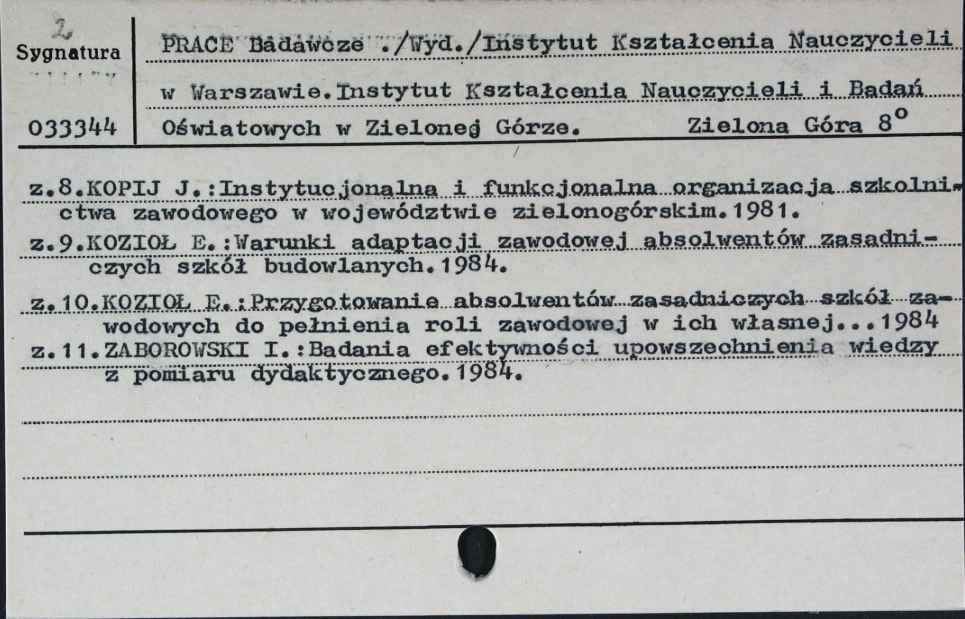 2
Sygnatura
033344
PRACE Badawcze ./Wyd./Instytut Kształcenia Nauczycieli
w Warszawie.Instytut Kształcenia Nauczycieli i Badań
Oświatowych w Zielonej Górze. Zielona Góra 8°
z.8.KOPIJ J.:Instytucjonalna i funkcjonalna organizacja szkolni-
ctwa zawodowego w województwie zielonogórskim.1981.
z.9.KOZIOŁ E.:Warunki adaptacji zawodowej absolwentów zasadni-
czych szkół budowlanych.1984.
z.10.KOZIOŁ E.:Przygotowanie absolwentów zasadniczych szkół za-
wodowych do pełnienia roli zawodowej w ich własnej...1984
z.11.ZABOROWSKI I.:Badania efektywności upowszechnienia wiedzy
z pomiaru dydaktycznego.1984.